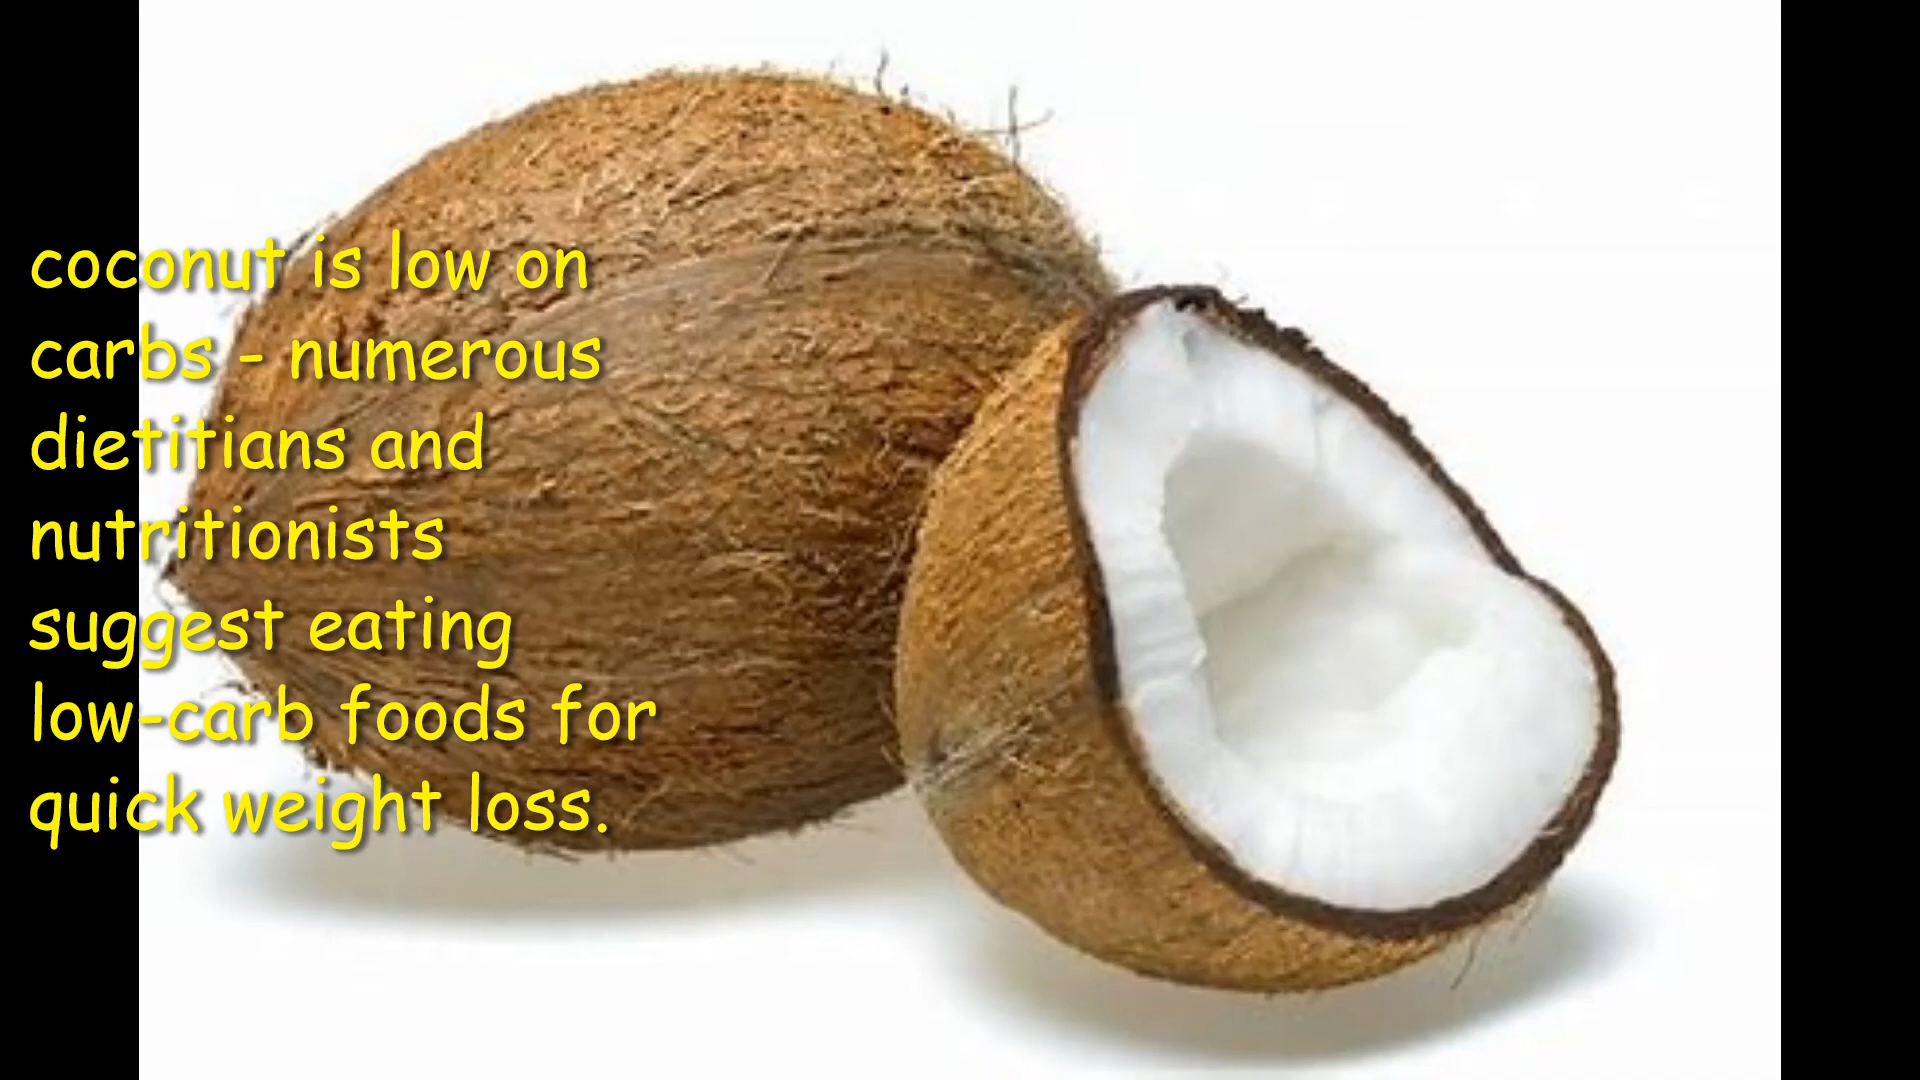 coconut is low on
carbs - numerous
dietitians and
nutritionists
suggest eating
low-carb foods for
quick weight loss.